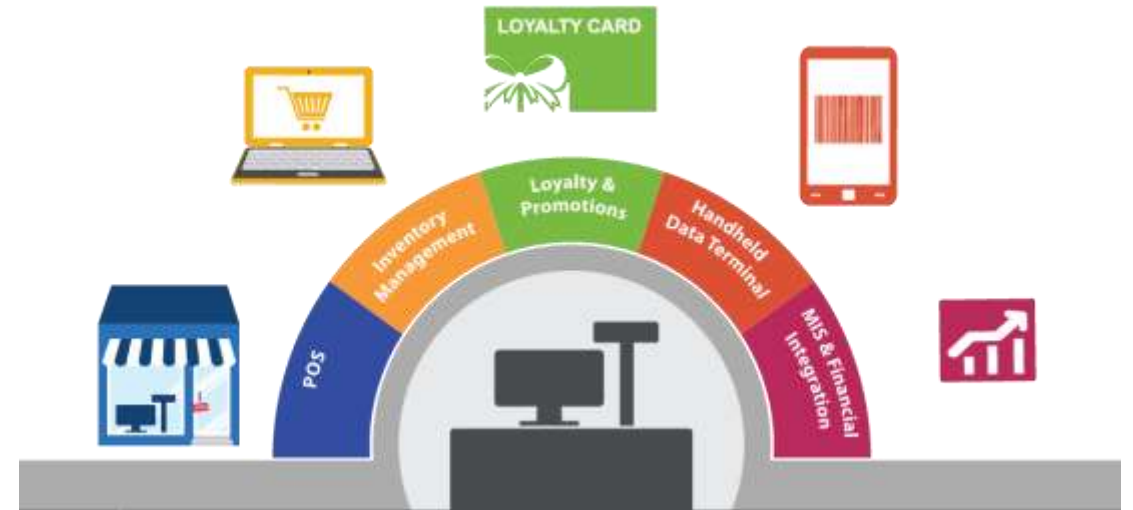 LOYALTY CARD
POS
Inventory
Management
Loyalty &
Promotions
Handheld
Data Terminal
MIS & Financial
Integration